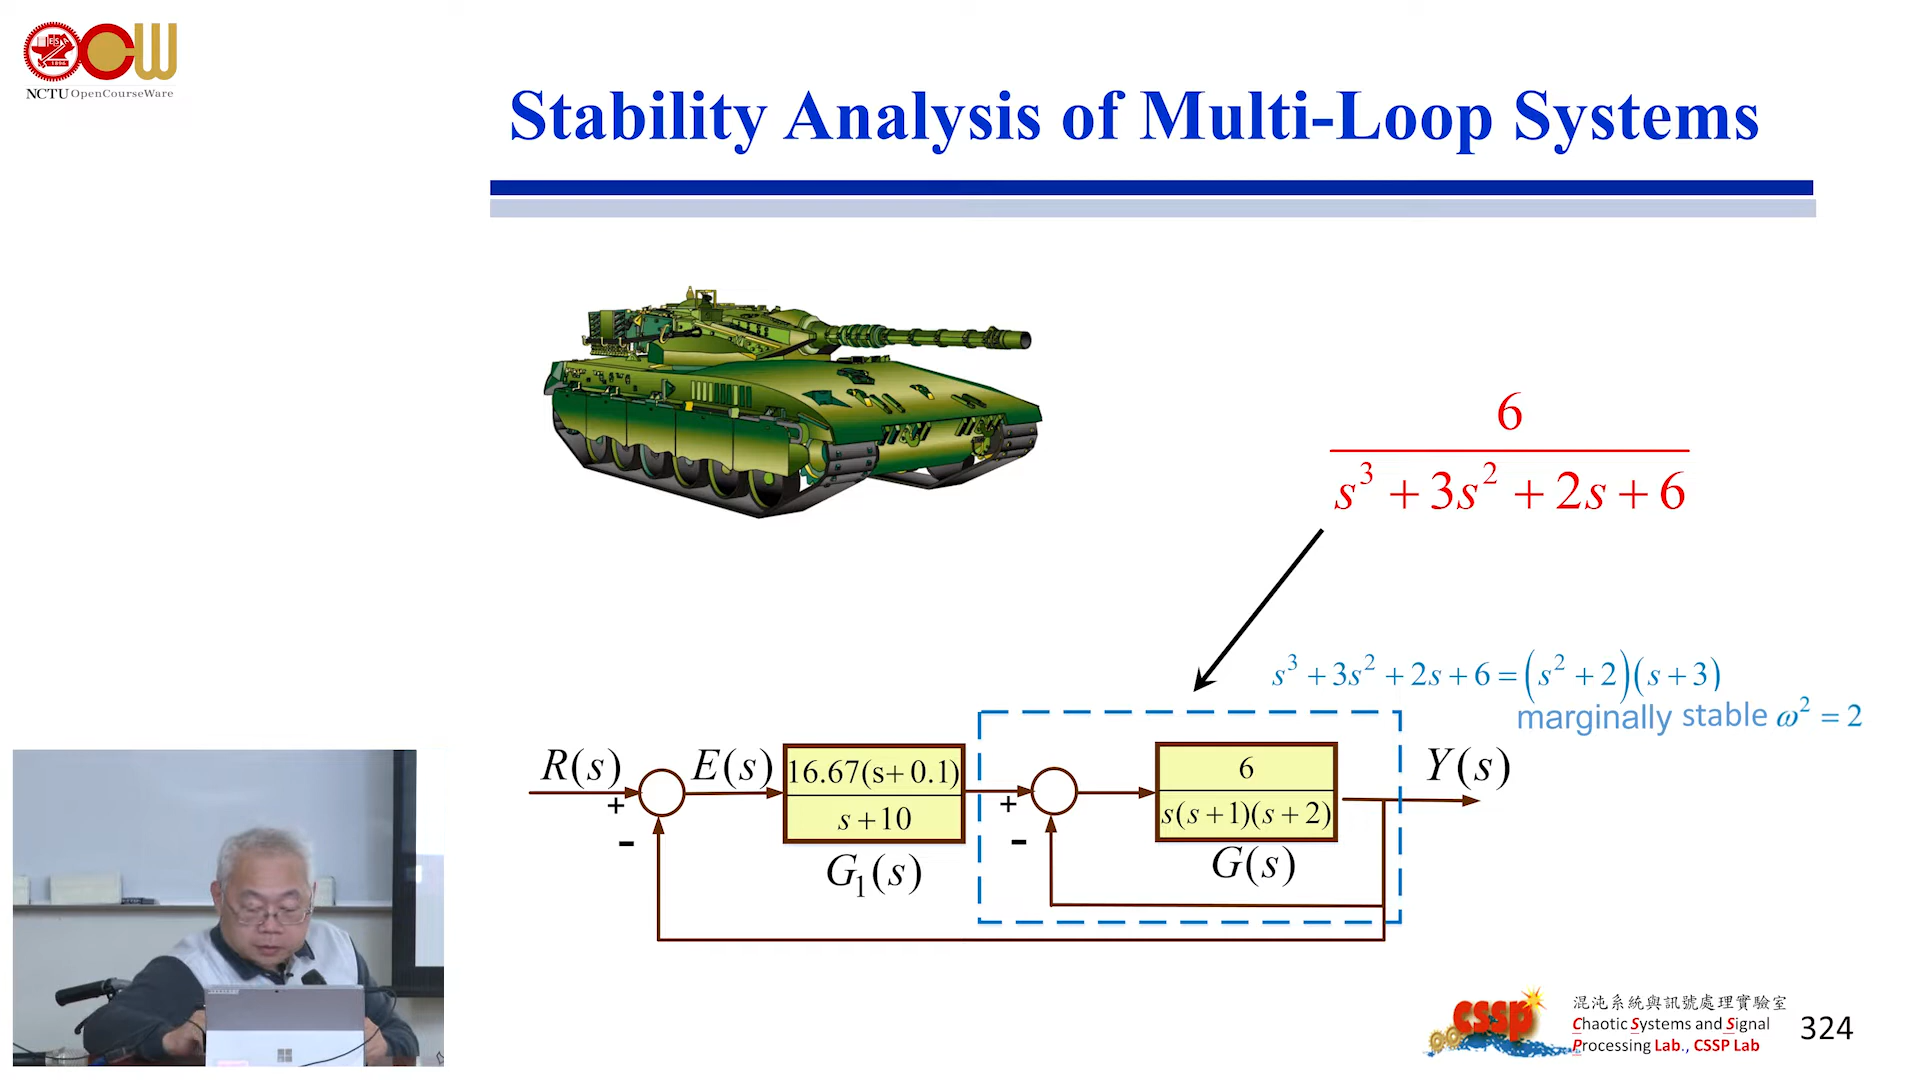 NCTU OpenCourseWare
Stability Analysis of Multi-Loop Systems
6
s³ + 3s² + 2s + 6
s³ + 3s² + 2s + 6 = (s² + 2)(s + 3)
marginally stable ω² = 2
R(s)
+
-
E(s)
16.67(s+ 0.1)
s +10
G₁(s)
+
-
6
s(s +1)(s + 2)
G(s)
Y(s)
cssp
混沌系統與訊號處理實驗室
Chaotic Systems and Signal
Processing Lab., CSSP Lab
324